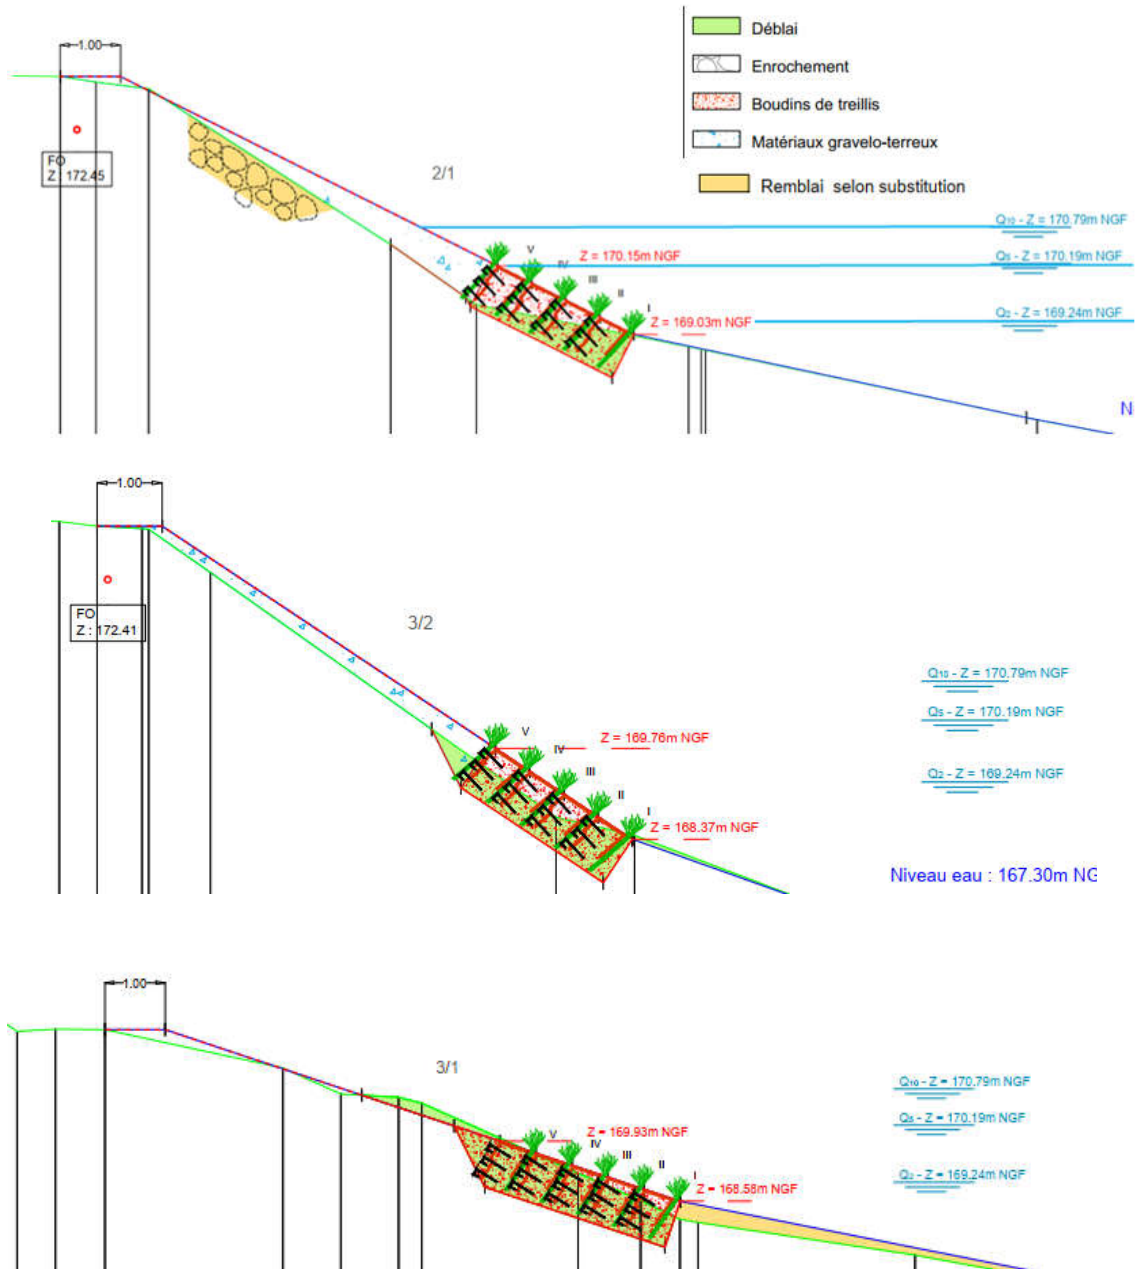 Déblai
Enrochement
Boudins de treillis
Matériaux gravelo-terreux
Remblai selon substitution
1.00
FO
Z : 172.45
2/1
Q₁₀ - Z = 170.79m NGF
Z = 170.15m NGF
Q₅ - Z = 170.19m NGF
V
IV
III
II
I
Z = 169.03m NGF
Q₂ - Z = 169.24m NGF
N
1.00
FO
Z : 172.41
3/2
Q₁₀ - Z = 170.79m NGF
Q₅ - Z = 170.19m NGF
Q₂ - Z = 169.24m NGF
V
IV
III
II
I
Z = 169.76m NGF
Z = 168.37m NGF
Niveau eau : 167.30m NG
1.00
3/1
Q₁₀ - Z = 170.79m NGF
Q₅ - Z = 170.19m NGF
Q₂ - Z = 169.24m NGF
V
IV
III
II
I
Z = 169.93m NGF
Z = 168.58m NGF